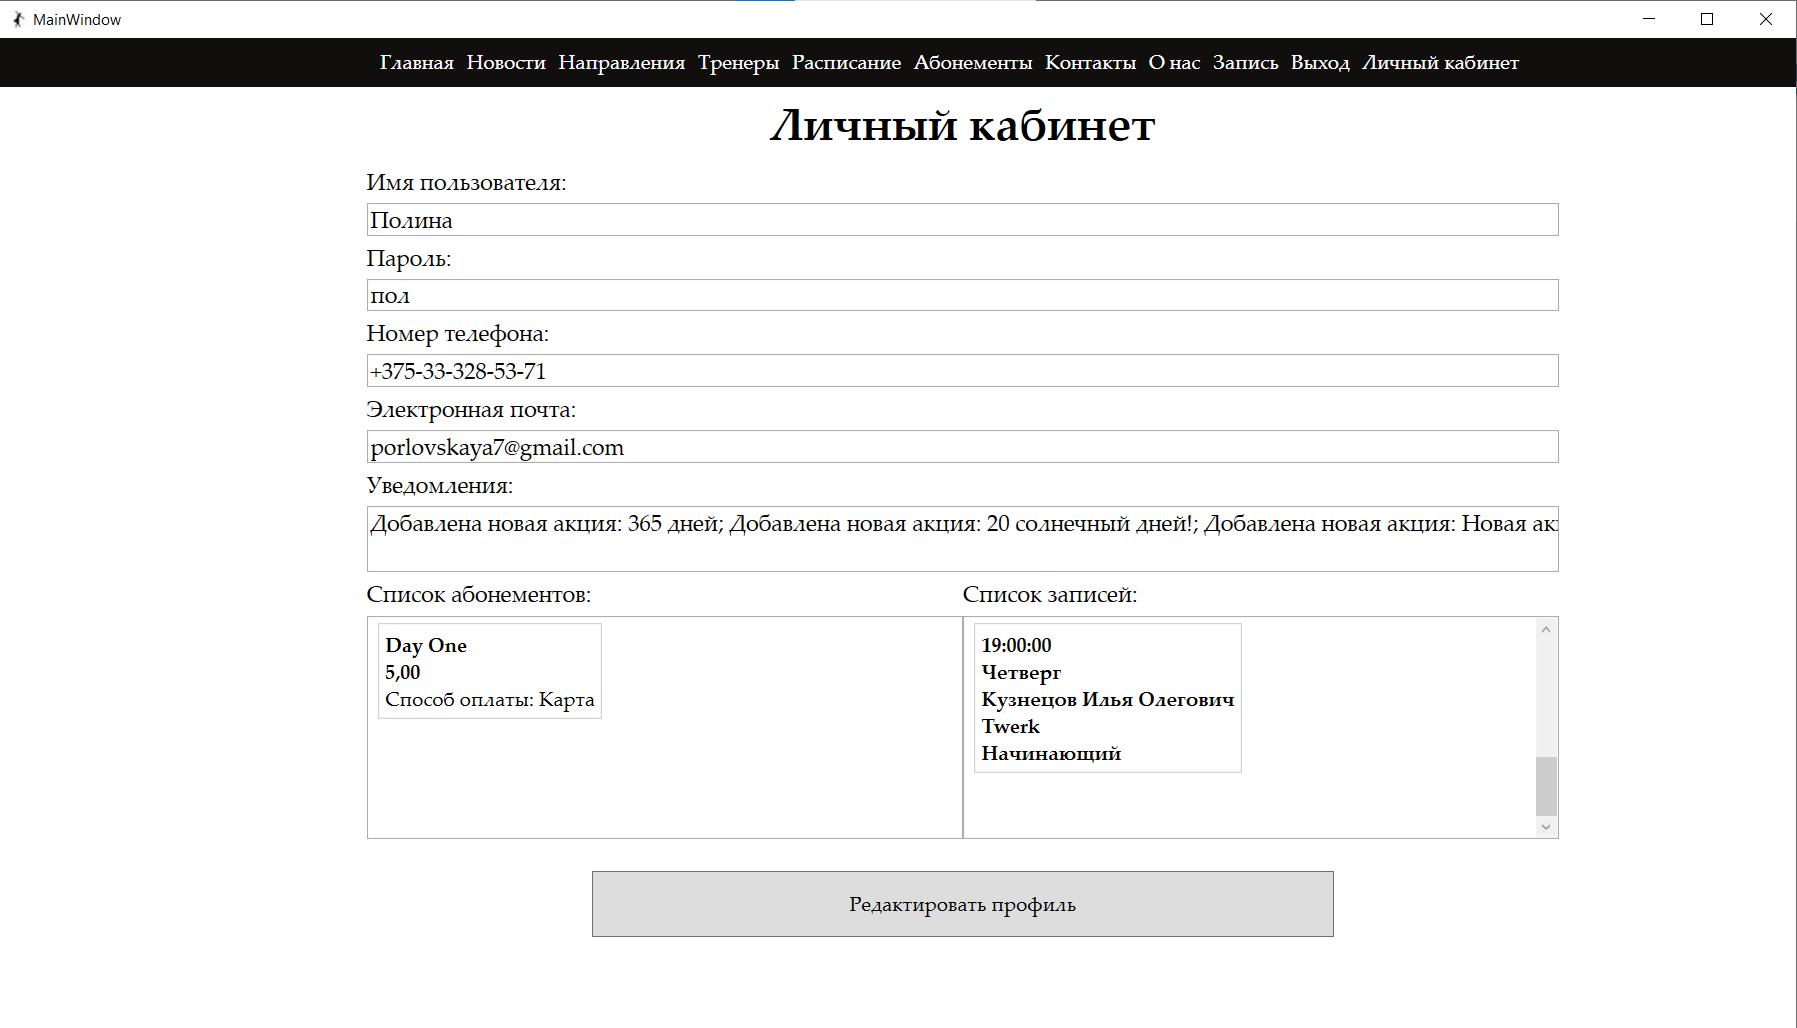 MainWindow
Главная Новости Направления Тренеры Расписание Абонементы Контакты О нас Запись Выход Личный кабинет
Личный кабинет
Имя пользователя:
Полина
Пароль:
пол
Номер телефона:
+375-33-328-53-71
Электронная почта:
porlovskaya7@gmail.com
Уведомления:
Добавлена новая акция: 365 дней; Добавлена новая акция: 20 солнечный дней!; Добавлена новая акция: Новая
Список абонементов:
Day One
5,00
Способ оплаты: Карта
Список записей:
19:00:00
Четверг
Кузнецов Илья Олегович
Twerk
Начинающий
Редактировать профиль